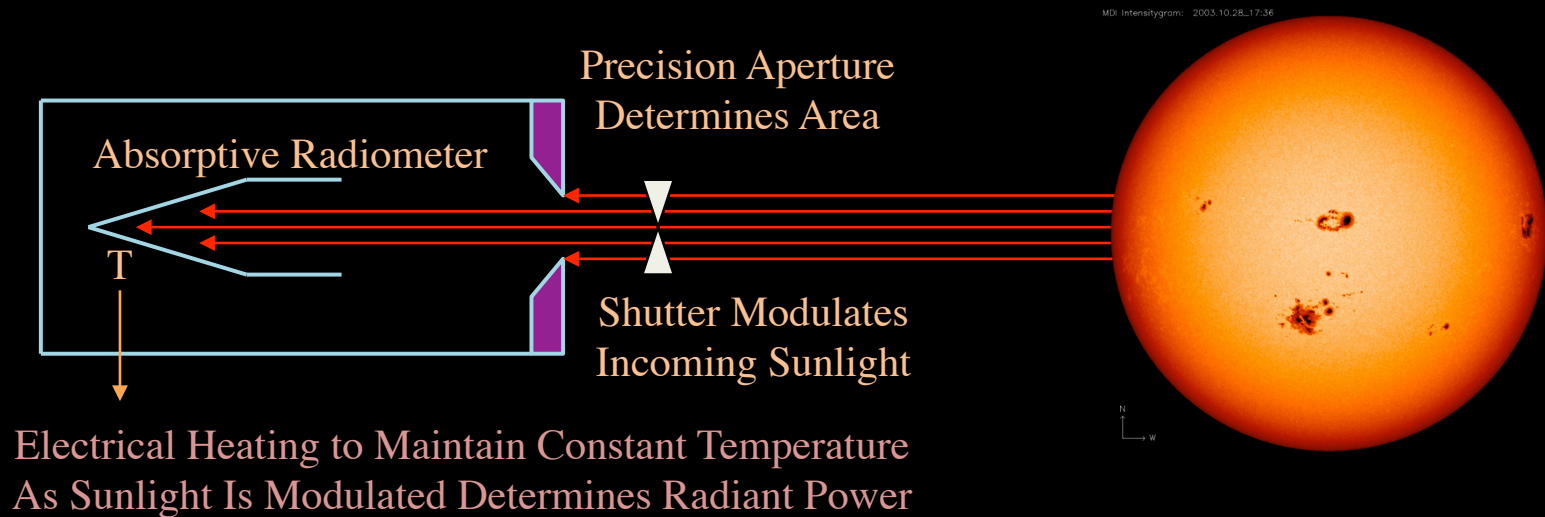 MDI Intensitygram: 2003.10.28_17:36
Precision Aperture
Determines Area
Absorptive Radiometer
T
Shutter Modulates
Incoming Sunlight
N
W
Electrical Heating to Maintain Constant Temperature
As Sunlight Is Modulated Determines Radiant Power